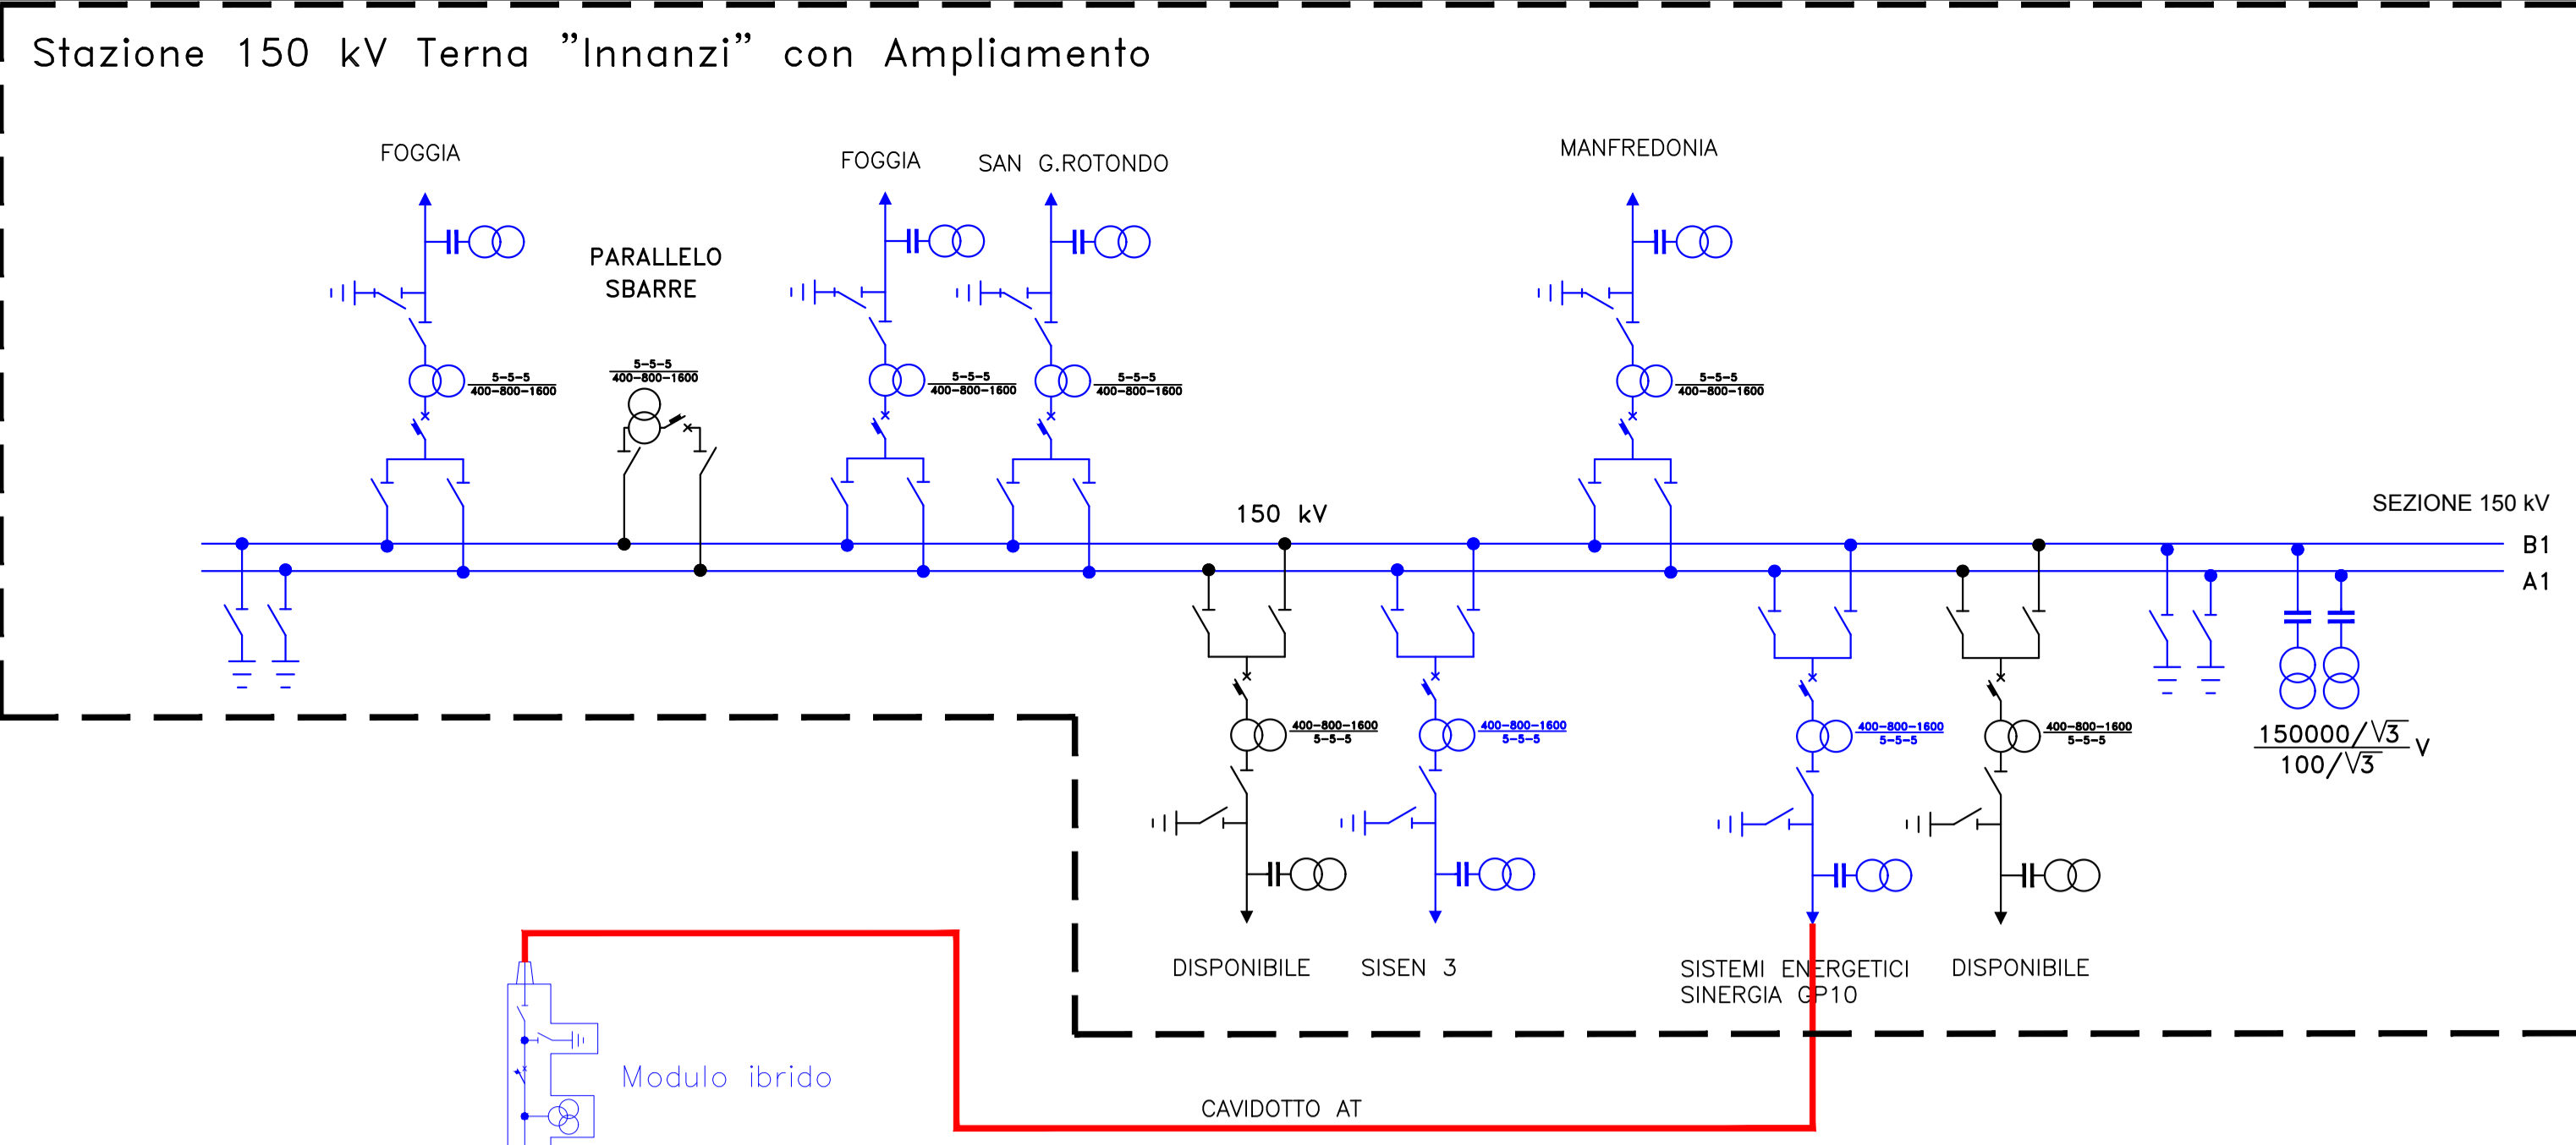 Stazione 150 kV Terna "Innanzi" con Ampliamento
FOGGIA
FOGGIA
SAN G.ROTONDO
MANFREDONIA
PARALLELO
SBARRE
5-5-5
400-800-1600
5-5-5
400-800-1600
5-5-5
400-800-1600
5-5-5
400-800-1600
5-5-5
400-800-1600
150 kV
SEZIONE 150 kV
B1
A1
400-800-1600
5-5-5
400-800-1600
5-5-5
400-800-1600
5-5-5
400-800-1600
5-5-5
150000/√3
100/√3
V
DISPONIBILE
SISEN 3
SISTEMI ENERGETICI
SINERGIA GP10
DISPONIBILE
Modulo ibrido
CAVIDOTTO AT